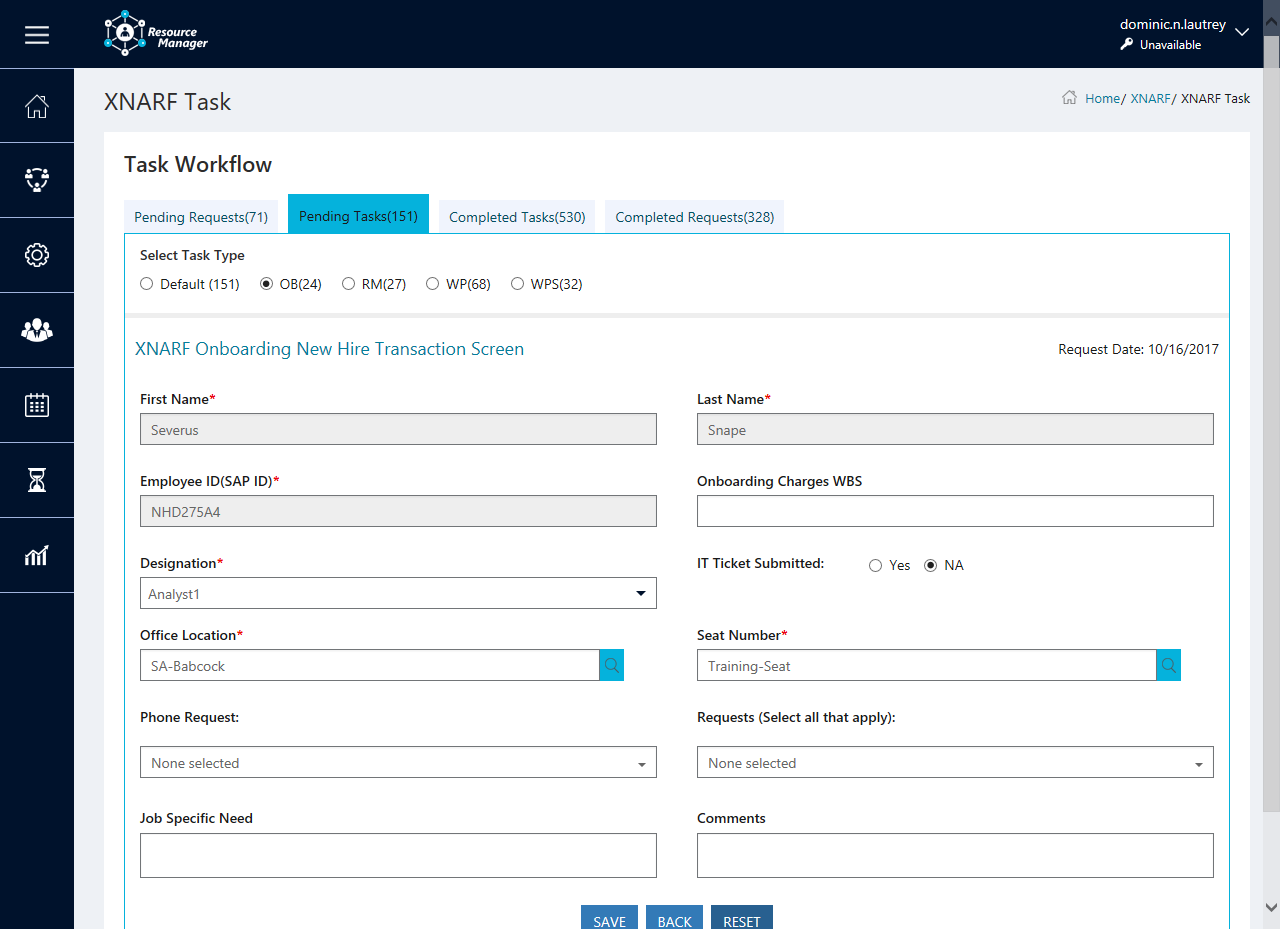 Resource
Manager
dominic.n.lautrey
Unavailable
XNARF Task
Home/ XNARF/ XNARF Task
Task Workflow
Pending Requests(71) Pending Tasks(151) Completed Tasks(530) Completed Requests(328)
Select Task Type
Default (151) OB(24) RM(27) WP(68) WPS(32)
XNARF Onboarding New Hire Transaction Screen Request Date: 10/16/2017
First Name* Last Name*
Severus Snape
Employee ID(SAP ID)* Onboarding Charges WBS
NHD275A4
Designation* IT Ticket Submitted: Yes NA
Analyst1
Office Location* Seat Number*
SA-Babcock Training-Seat
Phone Request: Requests (Select all that apply):
None selected None selected
Job Specific Need Comments
SAVE BACK RESET